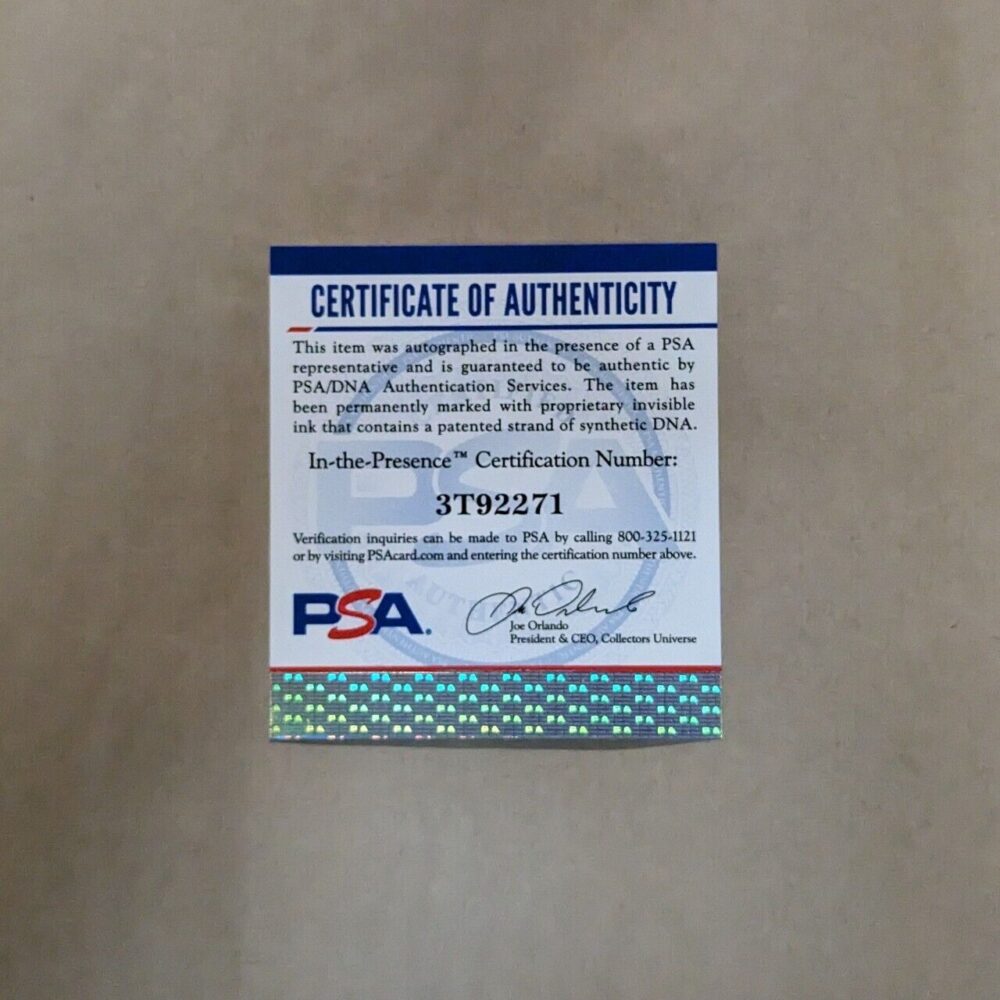 CERTIFICATE OF AUTHENTICITY
This item was autographed in the presence of a PSA
representative and is guaranteed to be authentic by
PSA/DNA Authentication Services. The item has
been permanently marked with proprietary invisible
ink that contains a patented strand of synthetic DNA.
In-the-Presence™ Certification Number:
3T92271
Verification inquiries can be made to PSA by calling 800-325-1121
or by visiting PSAcard.com and entering the certification number above.
PSA.
Joe Orlando
President & CEO, Collectors Universe